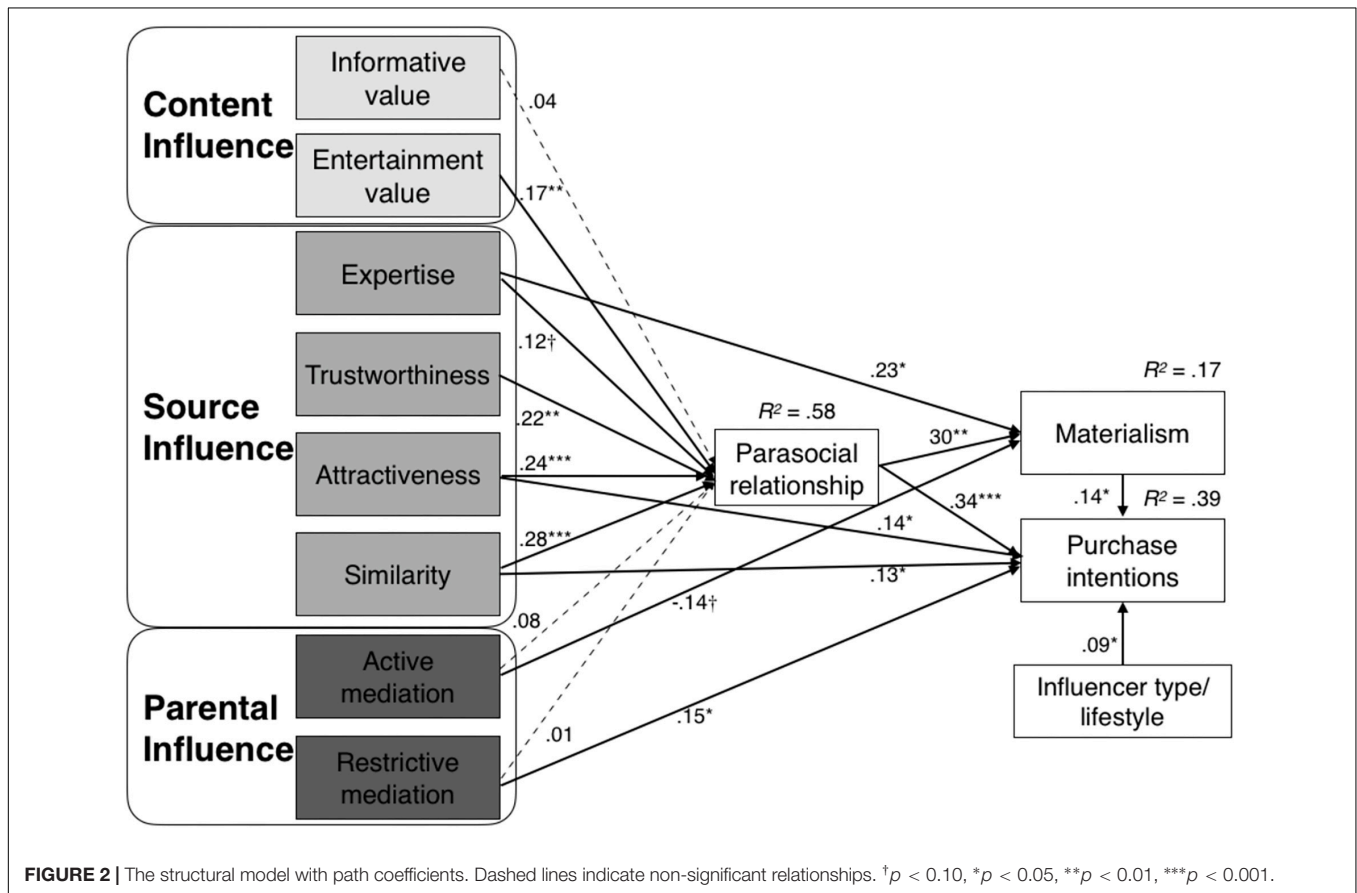 Content
Influence
Informative
value
Entertainment
value
.04
.17**
Source
Influence
Expertise
Trustworthiness
Attractiveness
Similarity
.12†
.22**
.24***
.28***
.23*
Parental
Influence
Active
mediation
Restrictive
mediation
.08
.01
-.14†
.15*
R² = .58
Parasocial
relationship
30**
.34***
.14*
.13*
R² = .17
Materialism
.14*
R² = .39
Purchase
intentions
.09*
Influencer type/
lifestyle
FIGURE 2 | The structural model with path coefficients. Dashed lines indicate non-significant relationships. †p < 0.10, *p < 0.05, **p < 0.01, ***p < 0.001.